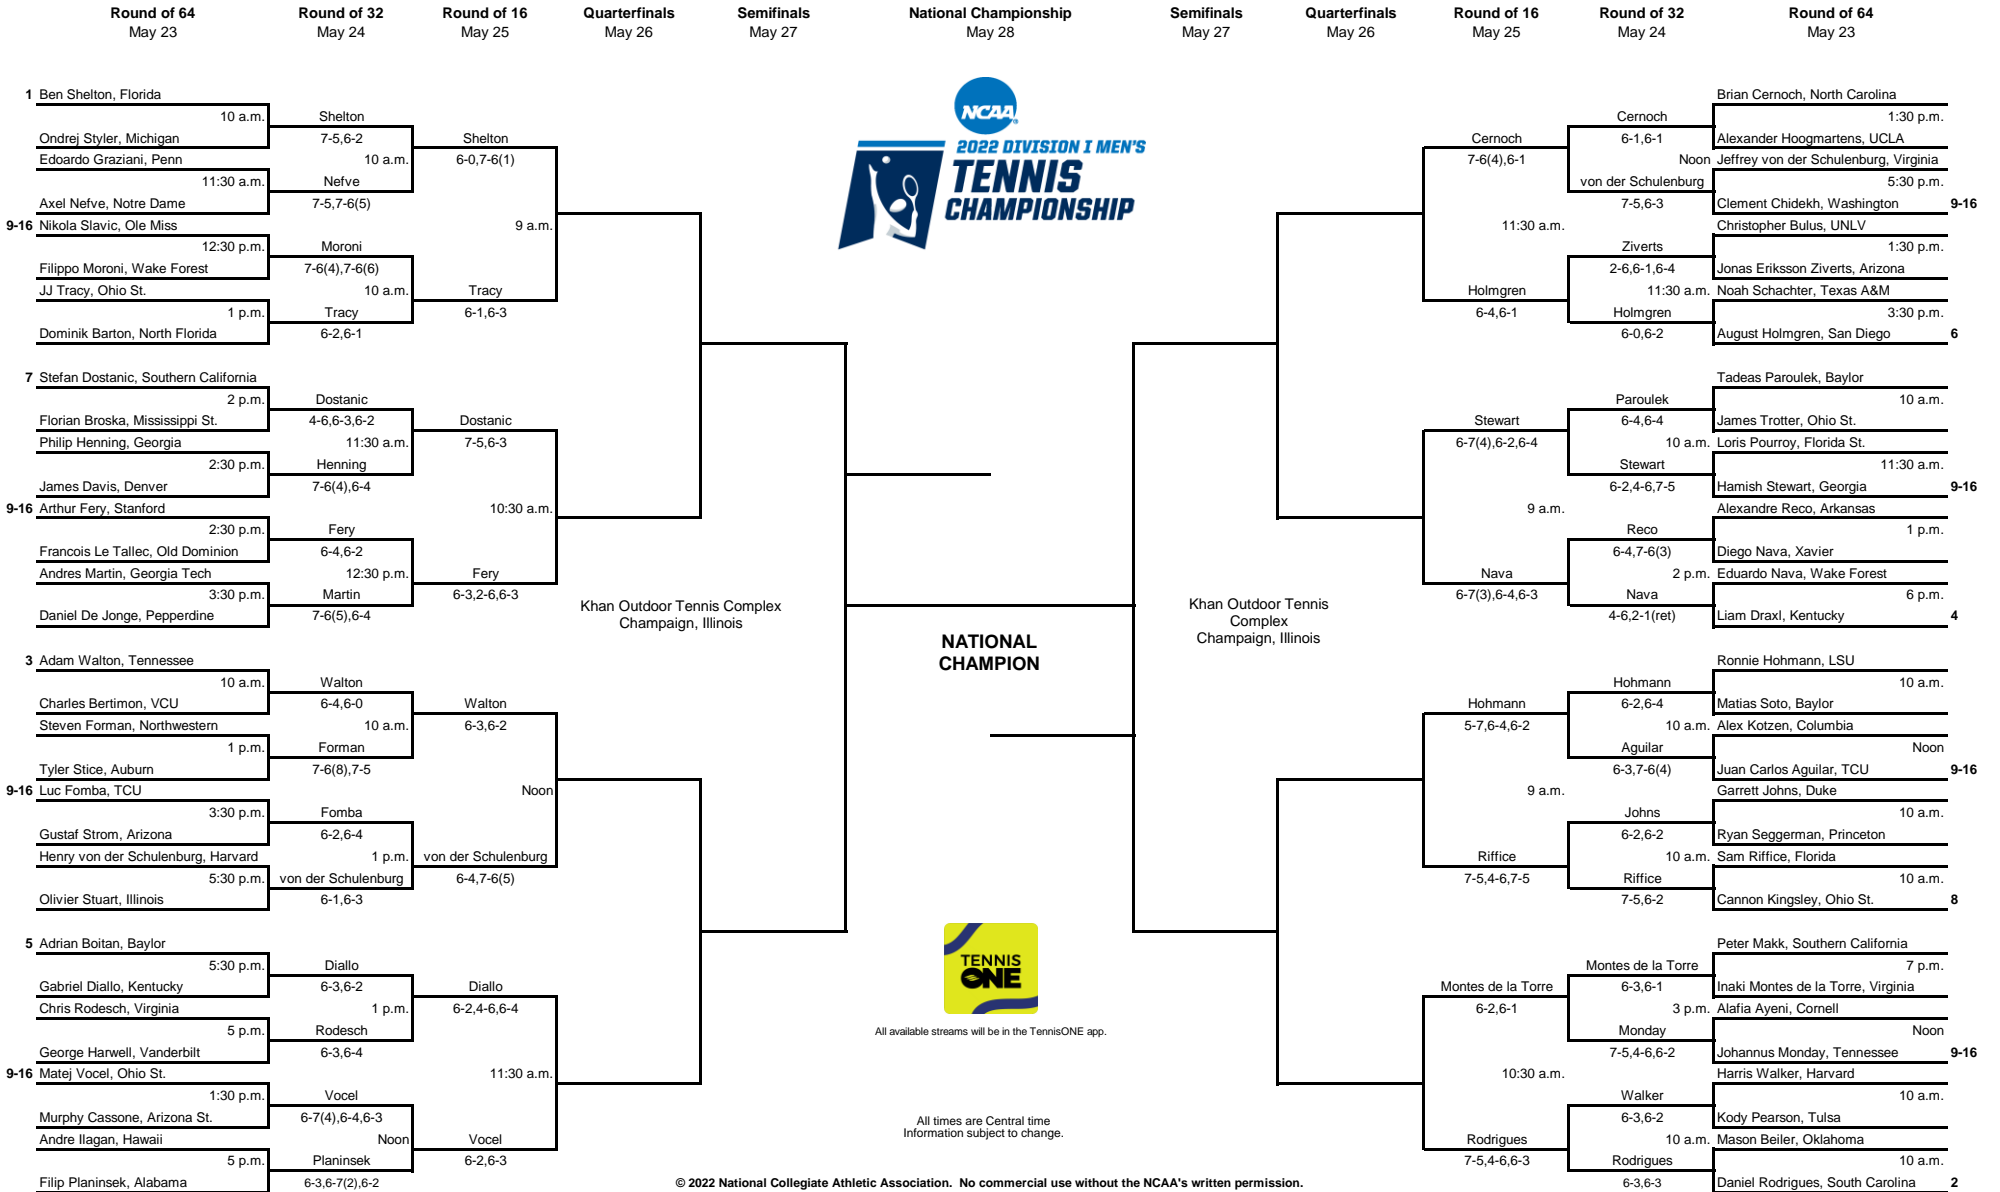 Round of 64
May 23
Round of 32
May 24
Round of 16
May 25
Quarterfinals
May 26
Semifinals
May 27
National Championship
May 28
Semifinals
May 27
Quarterfinals
May 26
Round of 16
May 25
Round of 32
May 24
Round of 64
May 23
1 Ben Shelton, Florida
10 a.m.
Ondrej Styler, Michigan
Edoardo Graziani, Penn
11:30 a.m.
Axel Nefve, Notre Dame
9-16 Nikola Slavic, Ole Miss
12:30 p.m.
Filippo Moroni, Wake Forest
JJ Tracy, Ohio St.
1 p.m.
Dominik Barton, North Florida
7 Stefan Dostanic, Southern California
2 p.m.
Florian Broska, Mississippi St.
Philip Henning, Georgia
2:30 p.m.
James Davis, Denver
9-16 Arthur Fery, Stanford
2:30 p.m.
Francois Le Tallec, Old Dominion
Andres Martin, Georgia Tech
3:30 p.m.
Daniel De Jonge, Pepperdine
3 Adam Walton, Tennessee
10 a.m.
Charles Bertimon, VCU
Steven Forman, Northwestern
1 p.m.
Tyler Stice, Auburn
9-16 Luc Fomba, TCU
3:30 p.m.
Gustaf Strom, Arizona
Henry von der Schulenburg, Harvard
5:30 p.m.
Olivier Stuart, Illinois
5 Adrian Boitan, Baylor
5:30 p.m.
Gabriel Diallo, Kentucky
Chris Rodesch, Virginia
5 p.m.
George Harwell, Vanderbilt
9-16 Matej Vocel, Ohio St.
1:30 p.m.
Murphy Cassone, Arizona St.
Andre Ilagan, Hawaii
5 p.m.
Filip Planinsek, Alabama
Shelton
7-5,6-2
10 a.m.
Nefve
7-5,7-6(5)
Moroni
7-6(4),7-6(6)
10 a.m.
Tracy
6-2,6-1
Dostanic
4-6,6-3,6-2
11:30 a.m.
Henning
7-6(4),6-4
Fery
6-4,6-2
12:30 p.m.
Martin
7-6(5),6-4
Walton
6-4,6-0
10 a.m.
Forman
7-6(8),7-5
Fomba
6-2,6-4
1 p.m.
von der Schulenburg
6-1,6-3
Diallo
6-3,6-2
1 p.m.
Rodesch
6-3,6-4
Vocel
6-7(4),6-4,6-3
Noon
Planinsek
6-3,6-7(2),6-2
Shelton
6-0,7-6(1)
9 a.m.
Tracy
6-1,6-3
Dostanic
7-5,6-3
10:30 a.m.
Fery
6-3,2-6,6-3
Walton
6-3,6-2
Noon
von der Schulenburg
6-4,7-6(5)
Diallo
6-2,4-6,6-4
11:30 a.m.
Vocel
6-2,6-3
Khan Outdoor Tennis Complex
Champaign, Illinois
NCAA
2022 DIVISION I MEN'S
TENNIS
CHAMPIONSHIP
NATIONAL
CHAMPION
TENNIS
ONE
All available streams will be in the TennisONE app.
All times are Central time
Information subject to change.
© 2022 National Collegiate Athletic Association. No commercial use without the NCAA's written permission.
Khan Outdoor Tennis
Complex
Champaign, Illinois
Cernoch
7-6(4),6-1
11:30 a.m.
Holmgren
6-4,6-1
Stewart
6-7(4),6-2,6-4
9 a.m.
Nava
6-7(3),6-4,6-3
Hohmann
5-7,6-4,6-2
9 a.m.
Riffice
7-5,4-6,7-5
Montes de la Torre
6-2,6-1
10:30 a.m.
Rodrigues
7-5,4-6,6-3
Cernoch
6-1,6-1
Noon
von der Schulenburg
7-5,6-3
Ziverts
2-6,6-1,6-4
11:30 a.m.
Holmgren
6-0,6-2
Paroulek
6-4,6-4
10 a.m.
Stewart
6-2,4-6,7-5
Reco
6-4,7-6(3)
2 p.m.
Nava
4-6,2-1(ret)
Hohmann
6-2,6-4
10 a.m.
Aguilar
6-3,7-6(4)
Johns
6-2,6-2
10 a.m.
Riffice
7-5,6-2
Montes de la Torre
6-3,6-1
3 p.m.
Monday
7-5,4-6,6-2
Walker
6-3,6-2
10 a.m.
Rodrigues
6-3,6-3
Brian Cernoch, North Carolina
1:30 p.m.
Alexander Hoogmartens, UCLA
Jeffrey von der Schulenburg, Virginia
5:30 p.m.
Clement Chidekh, Washington 9-16
Christopher Bulus, UNLV
1:30 p.m.
Jonas Eriksson Ziverts, Arizona
Noah Schachter, Texas A&M
3:30 p.m.
August Holmgren, San Diego 6
Tadeas Paroulek, Baylor
10 a.m.
James Trotter, Ohio St.
Loris Pourroy, Florida St.
11:30 a.m.
Hamish Stewart, Georgia 9-16
Alexandre Reco, Arkansas
1 p.m.
Diego Nava, Xavier
Eduardo Nava, Wake Forest
6 p.m.
Liam Draxl, Kentucky 4
Ronnie Hohmann, LSU
10 a.m.
Matias Soto, Baylor
Alex Kotzen, Columbia
Noon
Juan Carlos Aguilar, TCU 9-16
Garrett Johns, Duke
10 a.m.
Ryan Seggerman, Princeton
Sam Riffice, Florida
10 a.m.
Cannon Kingsley, Ohio St. 8
Peter Makk, Southern California
7 p.m.
Inaki Montes de la Torre, Virginia
Alafia Ayeni, Cornell
Noon
Johannus Monday, Tennessee 9-16
Harris Walker, Harvard
10 a.m.
Kody Pearson, Tulsa
Mason Beiler, Oklahoma
10 a.m.
Daniel Rodrigues, South Carolina 2